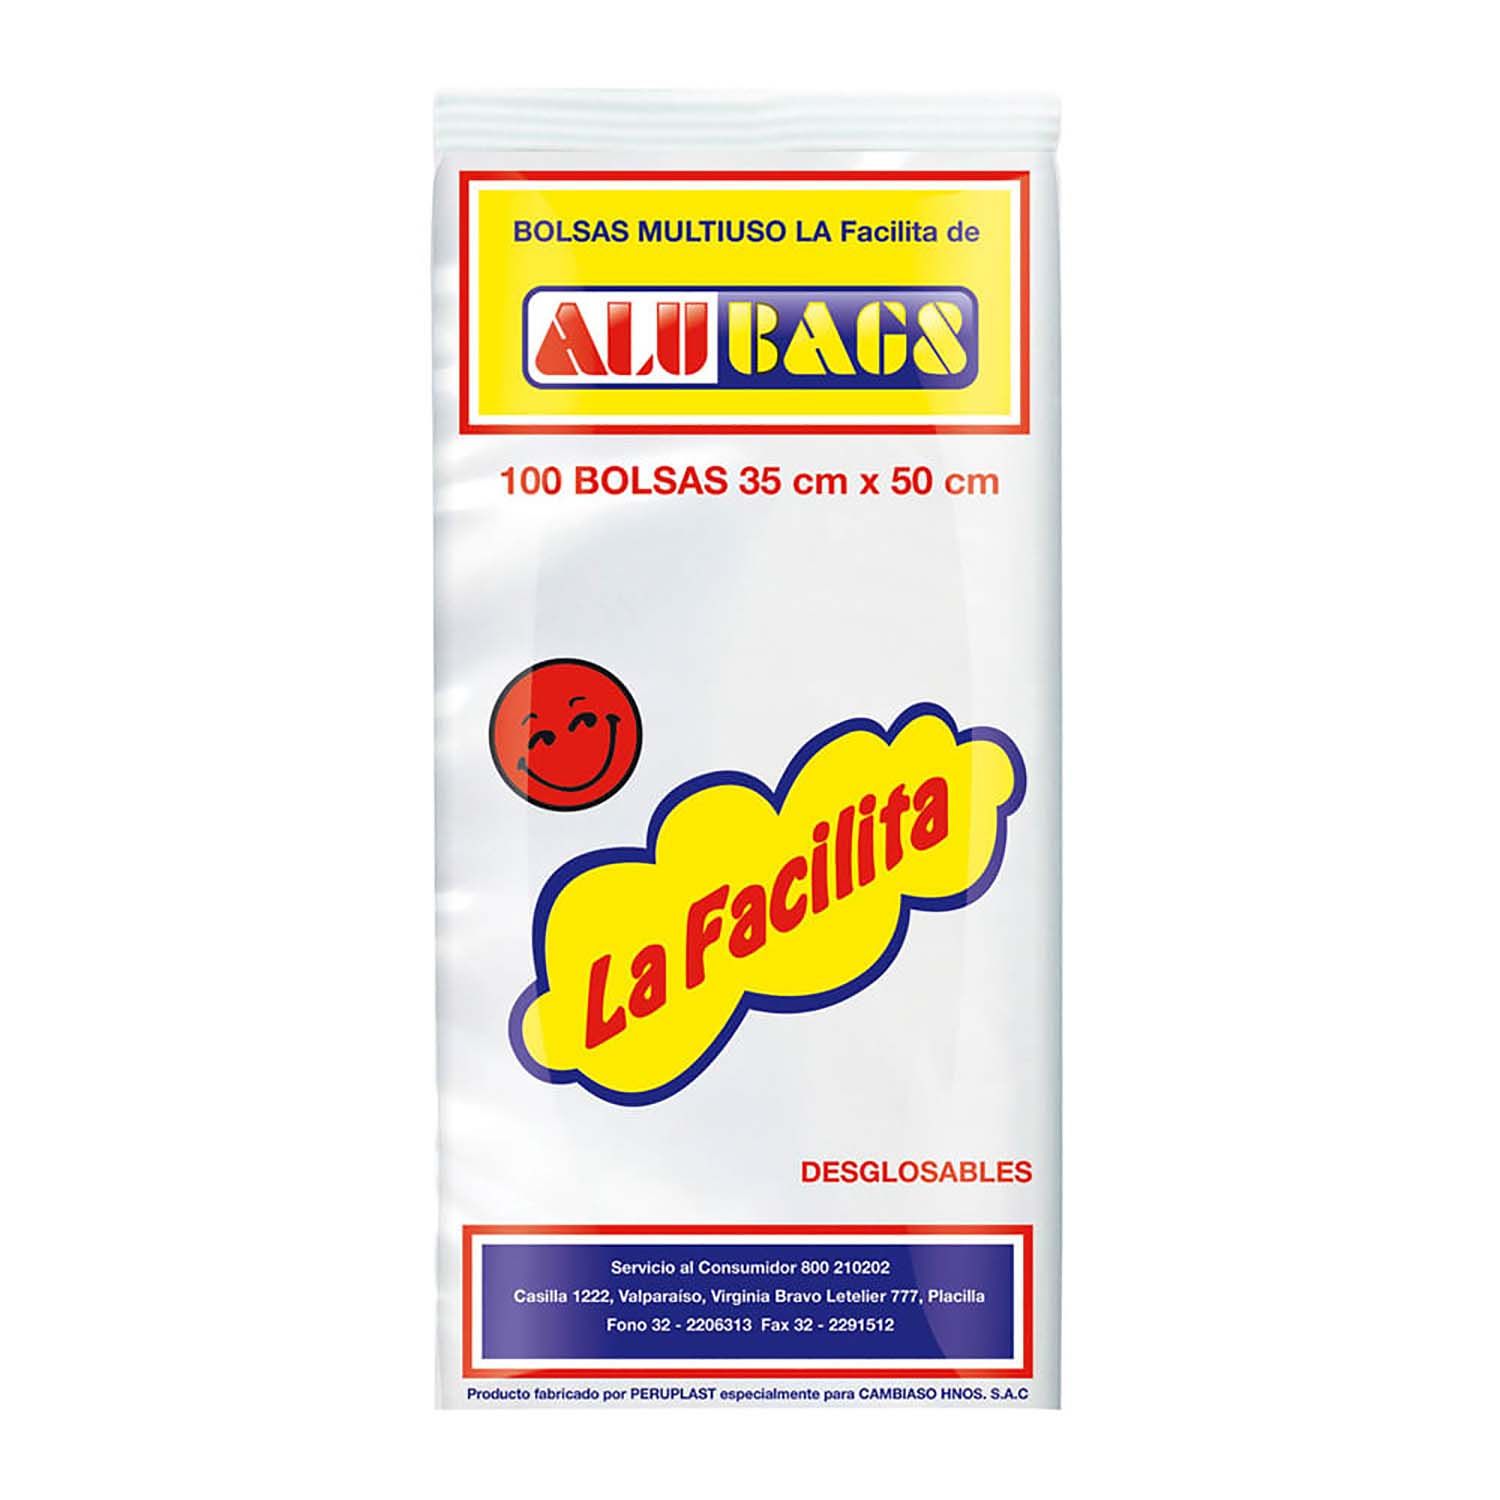 BOLSAS MULTIUSO LA Facilita de
ALUBAGS
100 BOLSAS 35 cm x 50 cm
La Facilita
DESGLOSABLES
Servicio al Consumidor 800 210202
Casilla 1222, Valparaíso, Virginia Bravo Letelier 777, Placilla
Fono 32 - 2206313 Fax 32 - 2291512
Producto fabricado por PERUPLAST especialmente para CAMBIASO HNOS. S.A.C